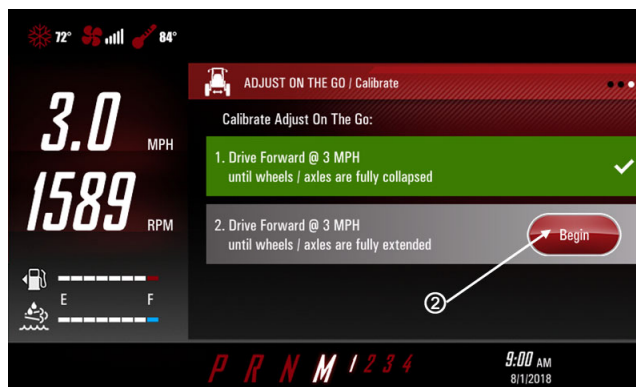 72° 84°
ADJUST ON THE GO / Calibrate
3.0 MPH
Calibrate Adjust On The Go:
1. Drive Forward @ 3 MPH
until wheels / axles are fully collapsed
1589 RPM
2. Drive Forward @ 3 MPH
until wheels / axles are fully extended
Begin
E F
2
P R N M 1 2 3 4
9:00 AM
8/1/2018